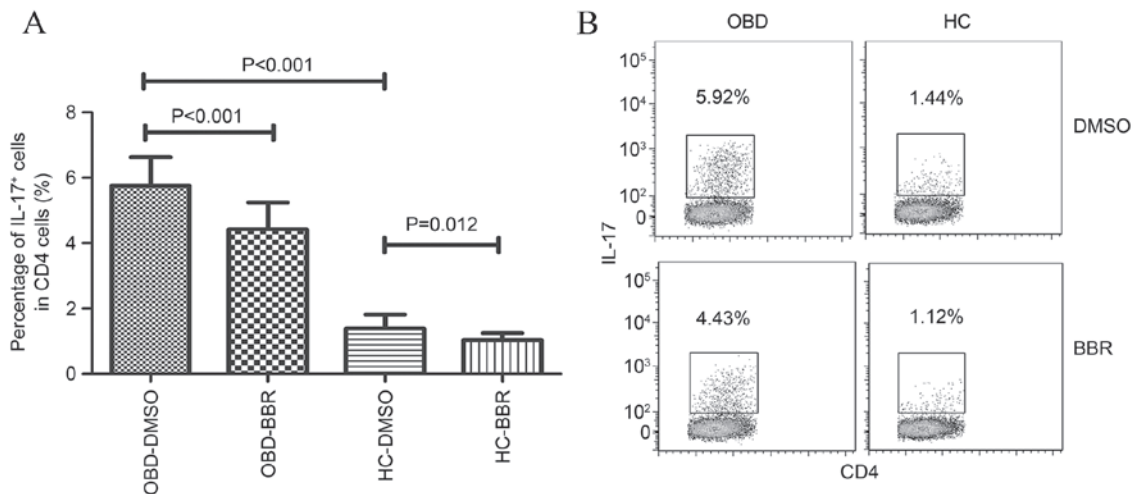 A
P<0.001
P<0.001
P=0.012
Percentage of IL-17⁺ cells
in CD4 cells (%)
8
6
4
2
0
OBD-DMSO
OBD-BBR
HC-DMSO
HC-BBR
B
OBD
HC
10⁵
10⁴
10³
10²
0
5.92%
1.44%
DMSO
IL-17
10⁵
10⁴
10³
10²
0
4.43%
1.12%
BBR
CD4